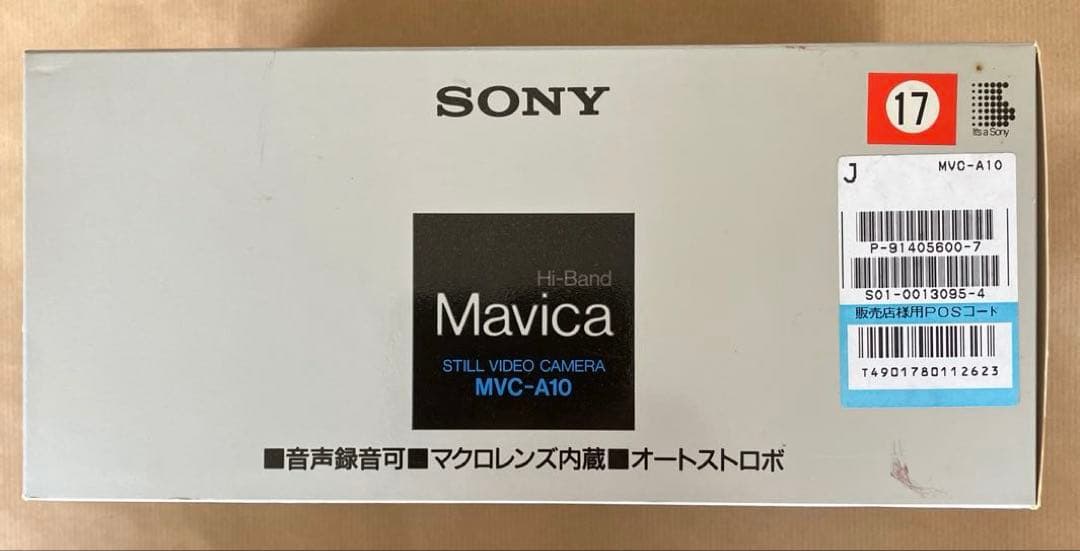 SONY
17
It's a Sony
J
MVC-A10
P-91405600-7
S01-0013095-4
販売店様用POSコード
T4901780112623
Hi-Band
Mavica
STILL VIDEO CAMERA
MVC-A10
■音声録音可■マクロレンズ内蔵■オートストロボ